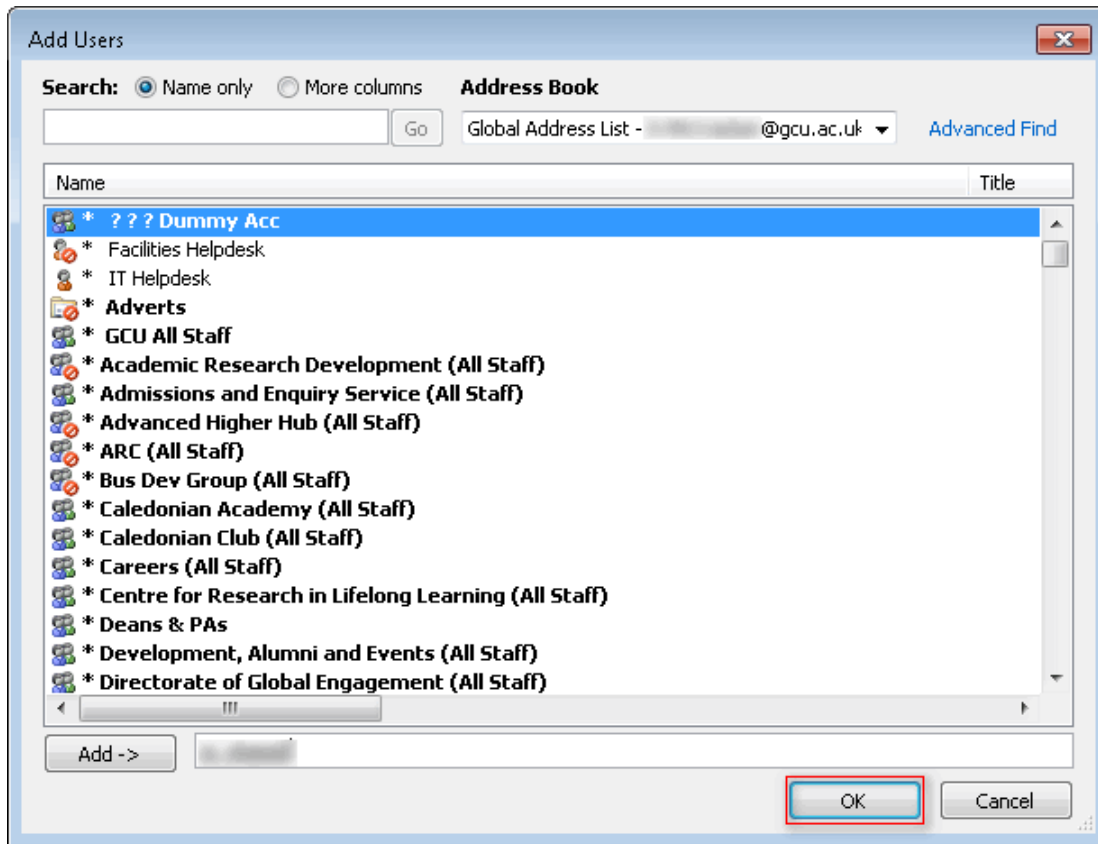 Add Users
Search: Name only More columns Address Book
Go Global Address List - @gcu.ac.uk Advanced Find
Name Title
* ? ? ? Dummy Acc
* Facilities Helpdesk
* IT Helpdesk
* Adverts
* GCU All Staff
* Academic Research Development (All Staff)
* Admissions and Enquiry Service (All Staff)
* Advanced Higher Hub (All Staff)
* ARC (All Staff)
* Bus Dev Group (All Staff)
* Caledonian Academy (All Staff)
* Caledonian Club (All Staff)
* Careers (All Staff)
* Centre for Research in Lifelong Learning (All Staff)
* Deans & PAs
* Development, Alumni and Events (All Staff)
* Directorate of Global Engagement (All Staff)
Add ->
OK Cancel